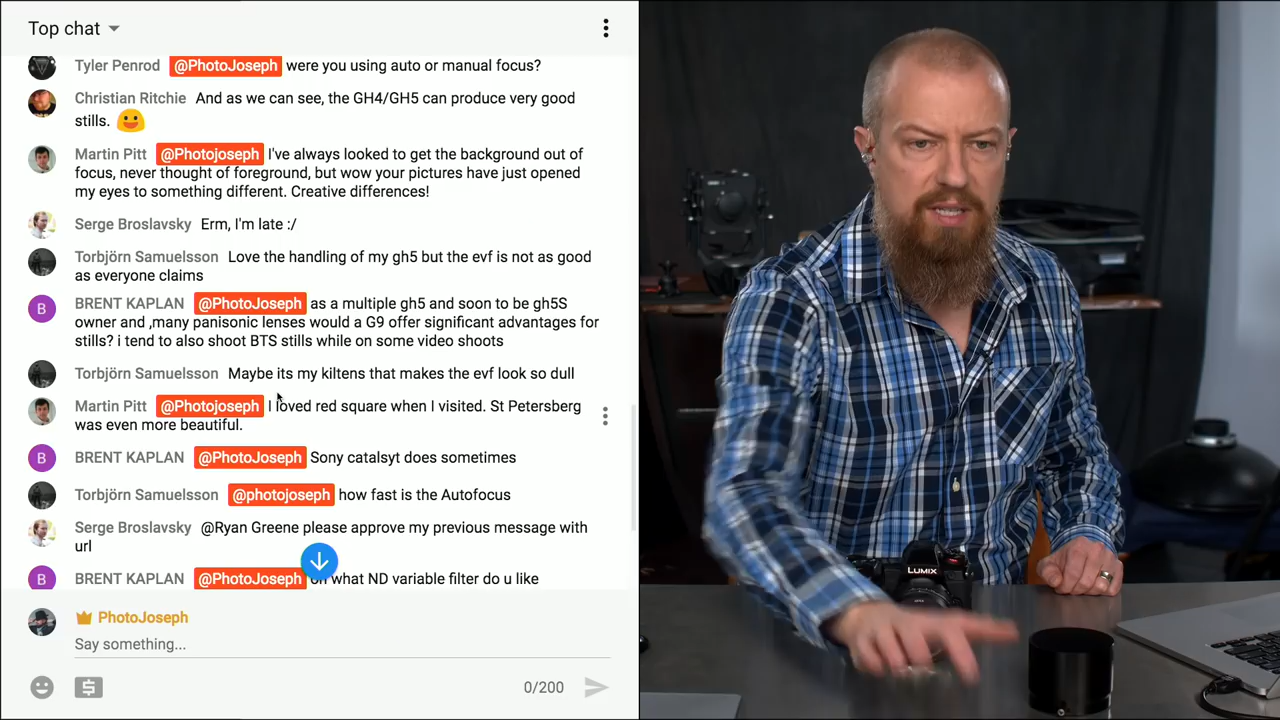 Top chat
Tyler Penrod @PhotoJoseph were you using auto or manual focus?
Christian Ritchie And as we can see, the GH4/GH5 can produce very good
stills.
Martin Pitt @Photojoseph I've always looked to get the background out of
focus, never thought of foreground, but wow your pictures have just opened
my eyes to something different. Creative differences!
Serge Broslavsky Erm, I'm late :/
Torbjörn Samuelsson Love the handling of my gh5 but the evf is not as good
as everyone claims
B BRENT KAPLAN @PhotoJoseph as a multiple gh5 and soon to be gh5S
owner and ,many panisonic lenses would a G9 offer significant advantages for
stills? i tend to also shoot BTS stills while on some video shoots
Torbjörn Samuelsson Maybe its my kiltens that makes the evf look so dull
Martin Pitt @Photojoseph I loved red square when I visited. St Petersberg
was even more beautiful.
B BRENT KAPLAN @PhotoJoseph Sony catalsyt does sometimes
Torbjörn Samuelsson @photojoseph how fast is the Autofocus
Serge Broslavsky @Ryan Greene please approve my previous message with
url
B BRENT KAPLAN @PhotoJoseph on what ND variable filter do u like
PhotoJoseph
Say something...
0/200
LUMIX